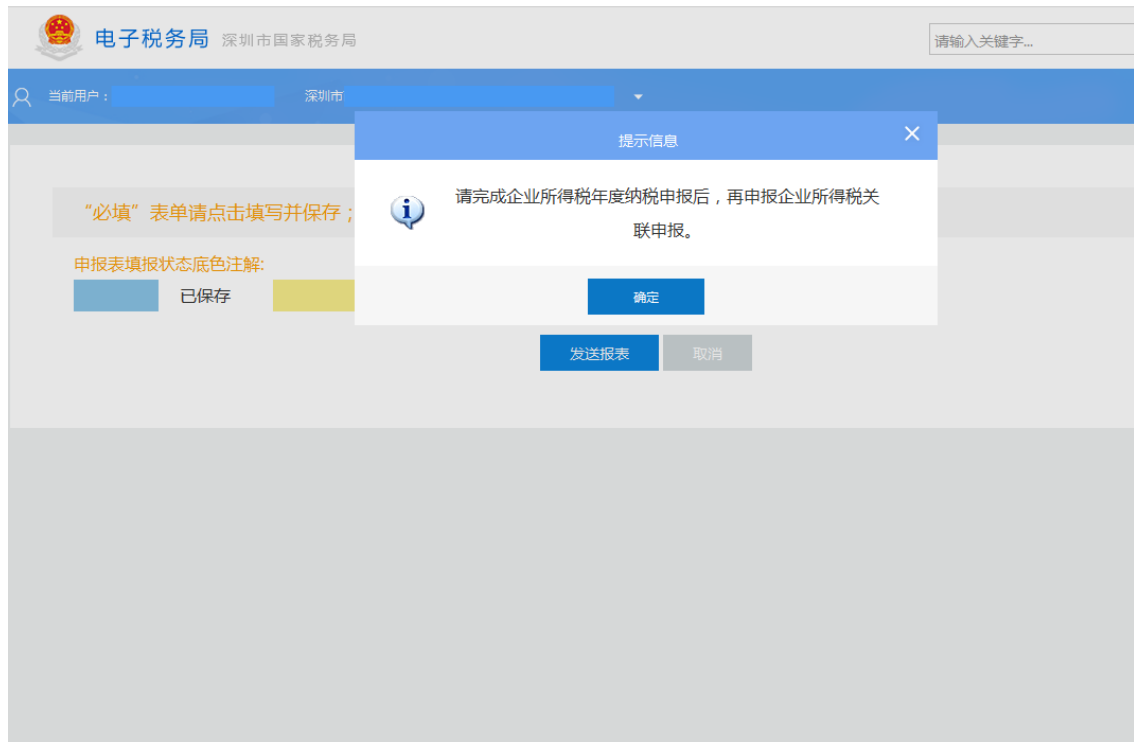 电子税务局 深圳市国家税务局
请输入关键字...
当前用户： 深圳市
提示信息
请完成企业所得税年度纳税申报后，再申报企业所得税关
联申报。
确定
“必填”表单请点击填写并保存；
申报表填报状态底色注解:
已保存
发送报表 取消